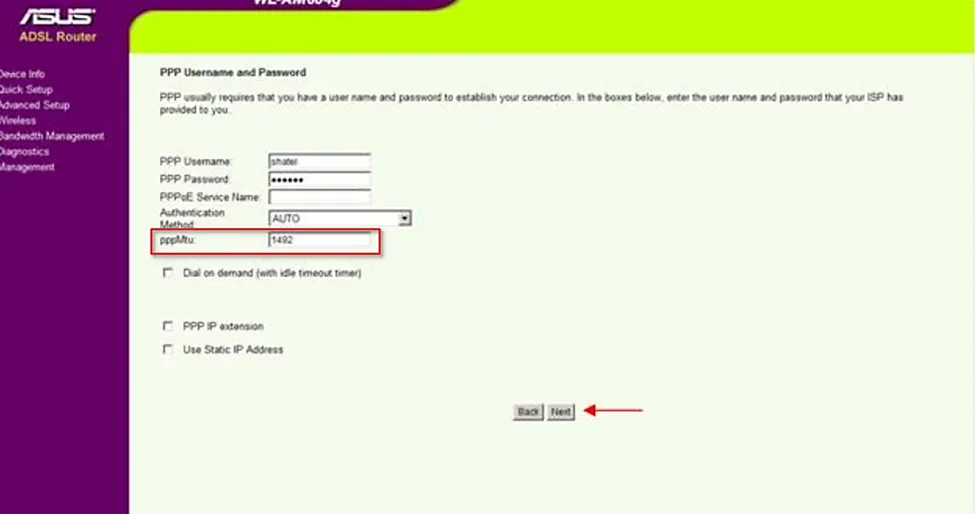 WL-AM604g
ASUS
ADSL Router
Device Info
Quick Setup
Advanced Setup
Wireless
Bandwidth Management
Diagnostics
Management
PPP Username and Password
PPP usually requires that you have a user name and password to establish your connection. In the boxes below, enter the user name and password that your ISP has
provided to you.
PPP Username: shatel
PPP Password: ••••••
PPPoE Service Name:
Authentication
Method: AUTO
pppMtu: 1492
Dial on demand (with idle timeout timer)
PPP IP extension
Use Static IP Address
Back Next